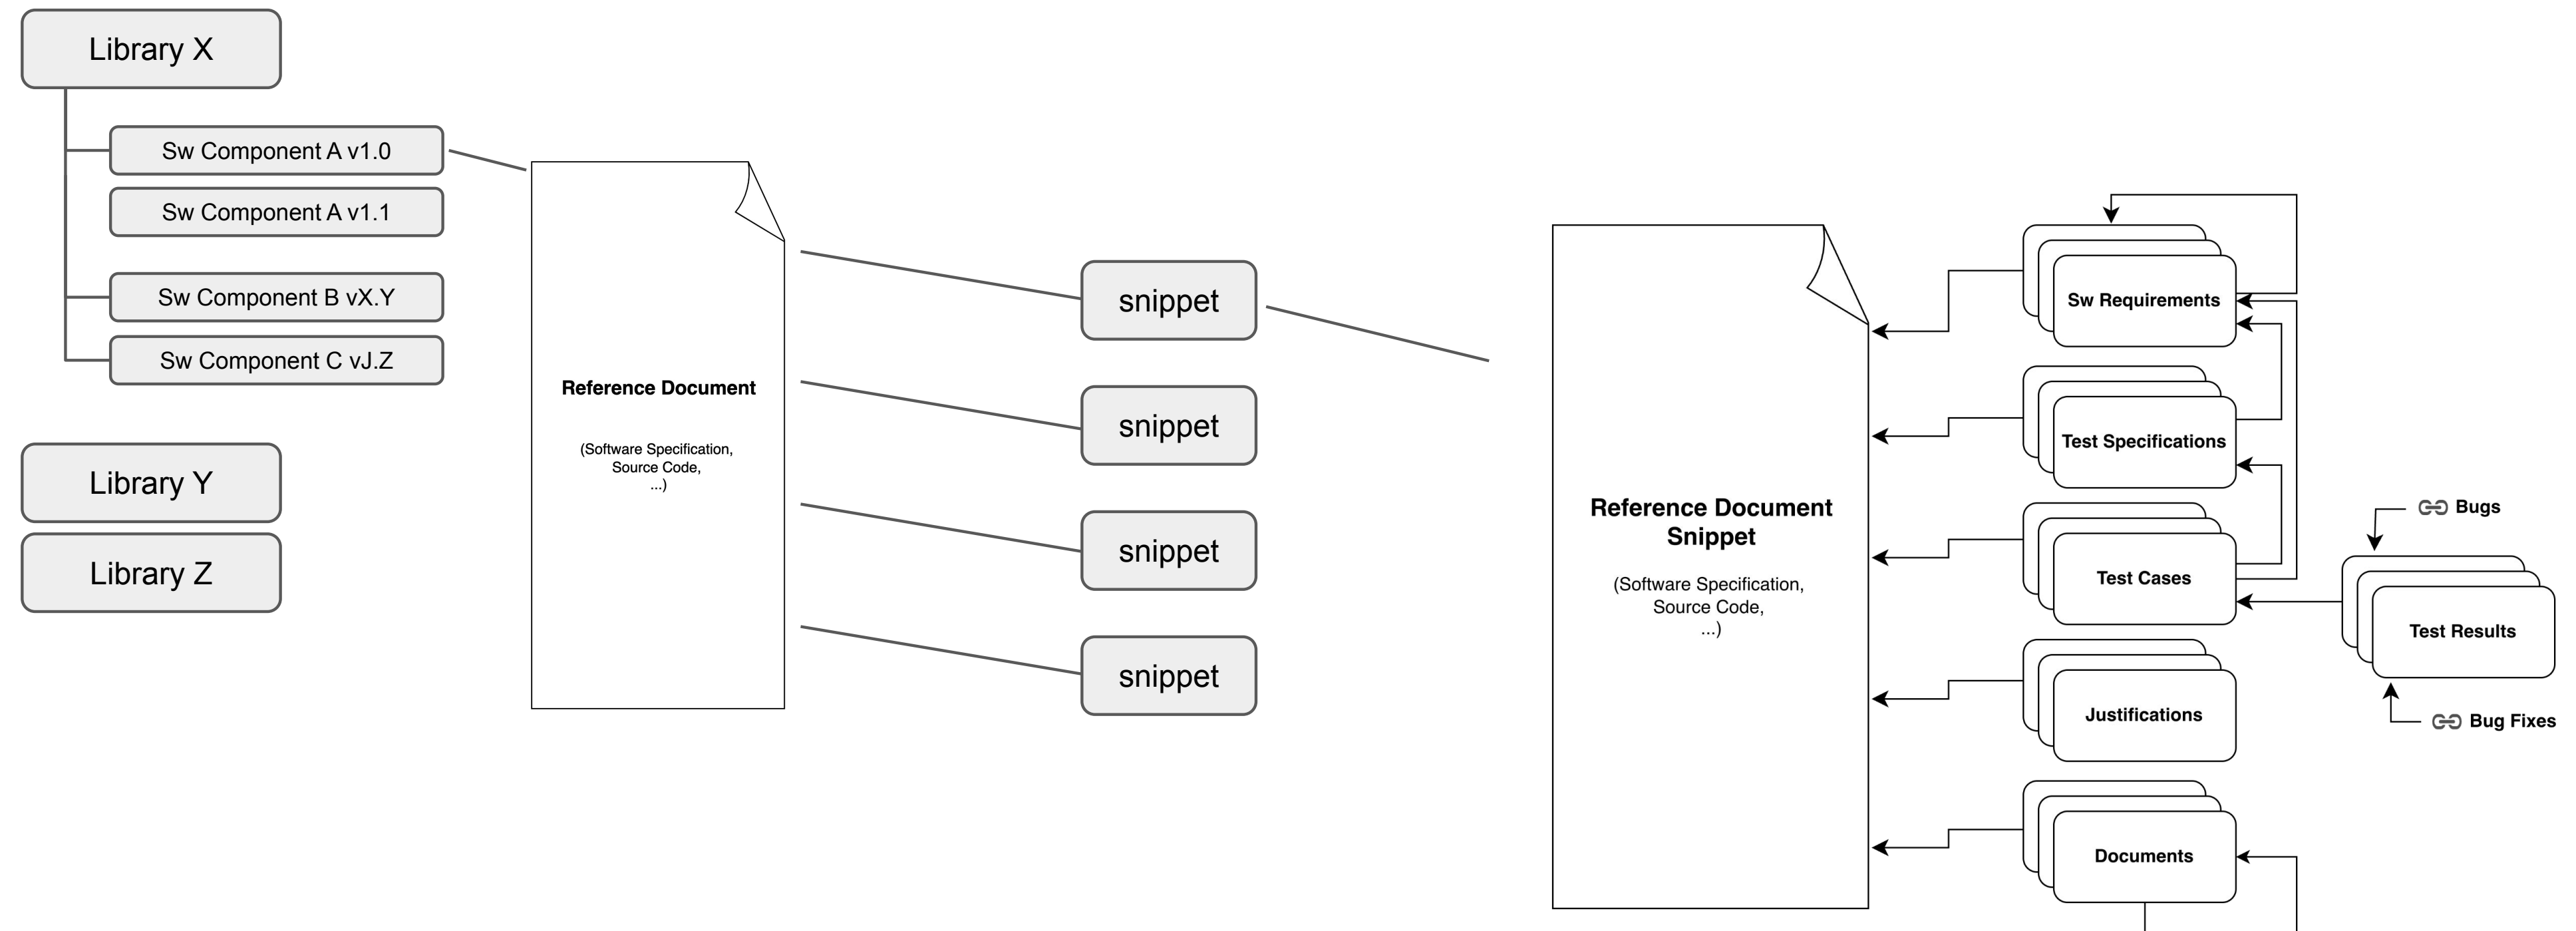 Library X
Sw Component A v1.0
Sw Component A v1.1
Sw Component B vX.Y
Sw Component C vJ.Z
Library Y
Library Z
Reference Document
(Software Specification,
Source Code,
...)
snippet
snippet
snippet
snippet
Reference Document
Snippet
(Software Specification,
Source Code,
...)
Sw Requirements
Test Specifications
Test Cases
Justifications
Documents
Bugs
Test Results
Bug Fixes